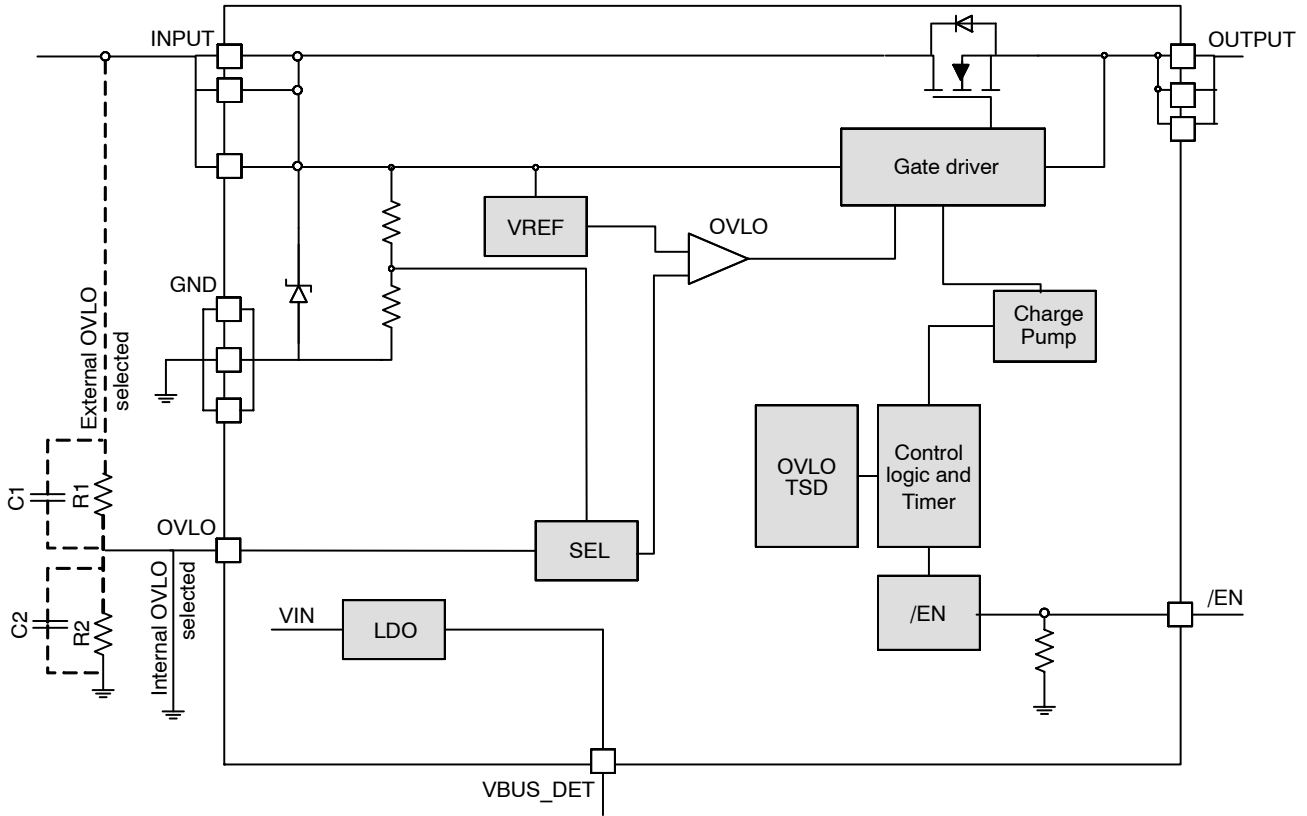 INPUT
OUTPUT
Gate driver
VREF
OVLO
GND
Charge
Pump
External OVLO
selected
OVLO
TSD
Control
logic and
Timer
C1
R1
OVLO
SEL
C2
R2
Internal OVLO
selected
VIN
LDO
/EN
/EN
VBUS_DET